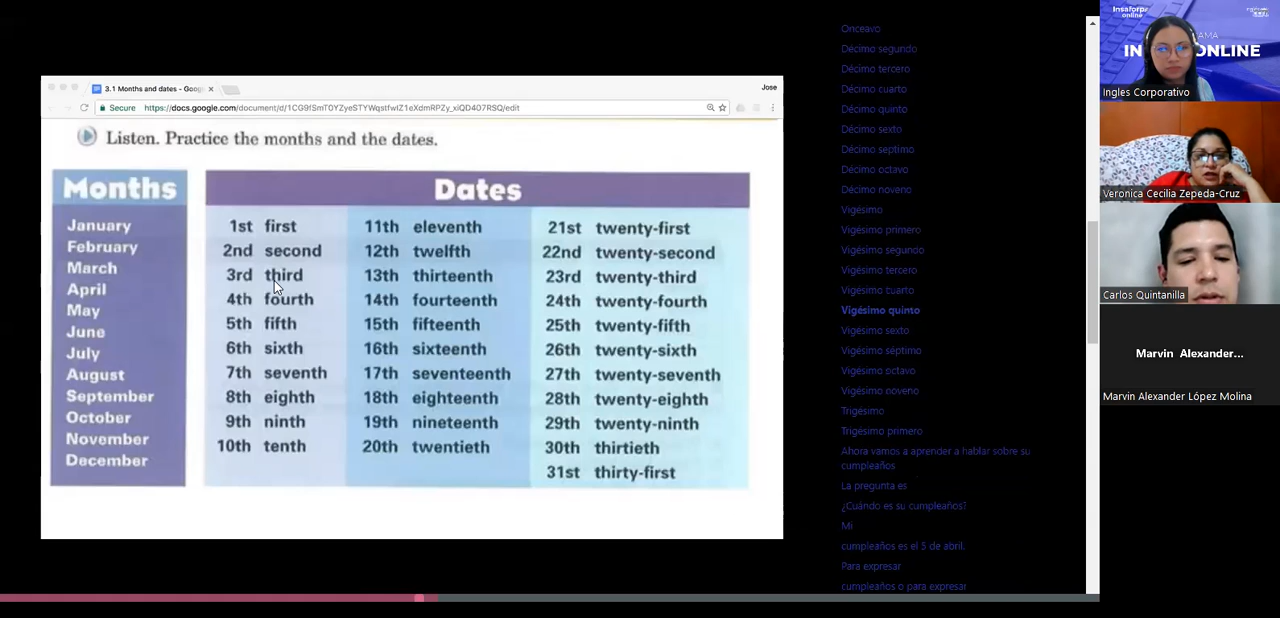 3.1 Months and dates - Goog
Jose
Secure
docs.google.com
/edit
Listen. Practice the months and the dates.
Months
January
February
March
April
May
June
July
August
September
October
November
December
Dates
1st first
2nd second
3rd third
4th fourth
5th fifth
6th sixth
7th seventh
8th eighth
9th ninth
10th tenth
11th eleventh
12th twelfth
13th thirteenth
14th fourteenth
15th fifteenth
16th sixteenth
17th seventeenth
18th eighteenth
19th nineteenth
20th twentieth
21st twenty-first
22nd twenty-second
23rd twenty-third
24th twenty-fourth
25th twenty-fifth
26th twenty-sixth
27th twenty-seventh
28th twenty-eighth
29th twenty-ninth
30th thirtieth
31st thirty-first
Onceavo
Décimo segundo
Décimo tercero
Décimo cuarto
Décimo quinto
Décimo sexto
Décimo septimo
Décimo octavo
Décimo noveno
Vigésimo
Vigésimo primero
Vigésimo segundo
Vigésimo tercero
Vigésimo cuarto
Vigésimo quinto
Vigésimo sexto
Vigésimo séptimo
Vigésimo octavo
Vigésimo noveno
Trigésimo
Trigésimo primero
Ahora vamos a aprender a hablar sobre su
cumpleaños
La pregunta es
¿Cuándo es su cumpleaños?
Mi
cumpleaños es el 5 de abril.
Para expresar
cumpleaños o para expresar
Insaforp
online
AMA
IN ONLINE
Ingles Corporativo
Veronica Cecilia Zepeda-Cruz
Carlos Quintanilla
Marvin Alexander...
Marvin Alexander López Molina